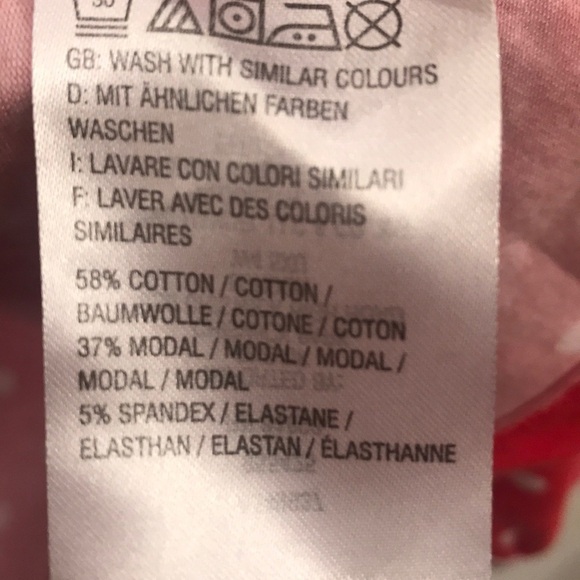 30
GB: WASH WITH SIMILAR COLOURS
D: MIT ÄHNLICHEN FARBEN
WASCHEN
I: LAVARE CON COLORI SIMILARI
F: LAVER AVEC DES COLORIS
SIMILAIRES
58% COTTON / COTTON /
BAUMWOLLE / COTONE / COTON
37% MODAL / MODAL / MODAL /
MODAL / MODAL
5% SPANDEX / ELASTANE /
ELASTHAN / ELASTAN / ÉLASTHANNE